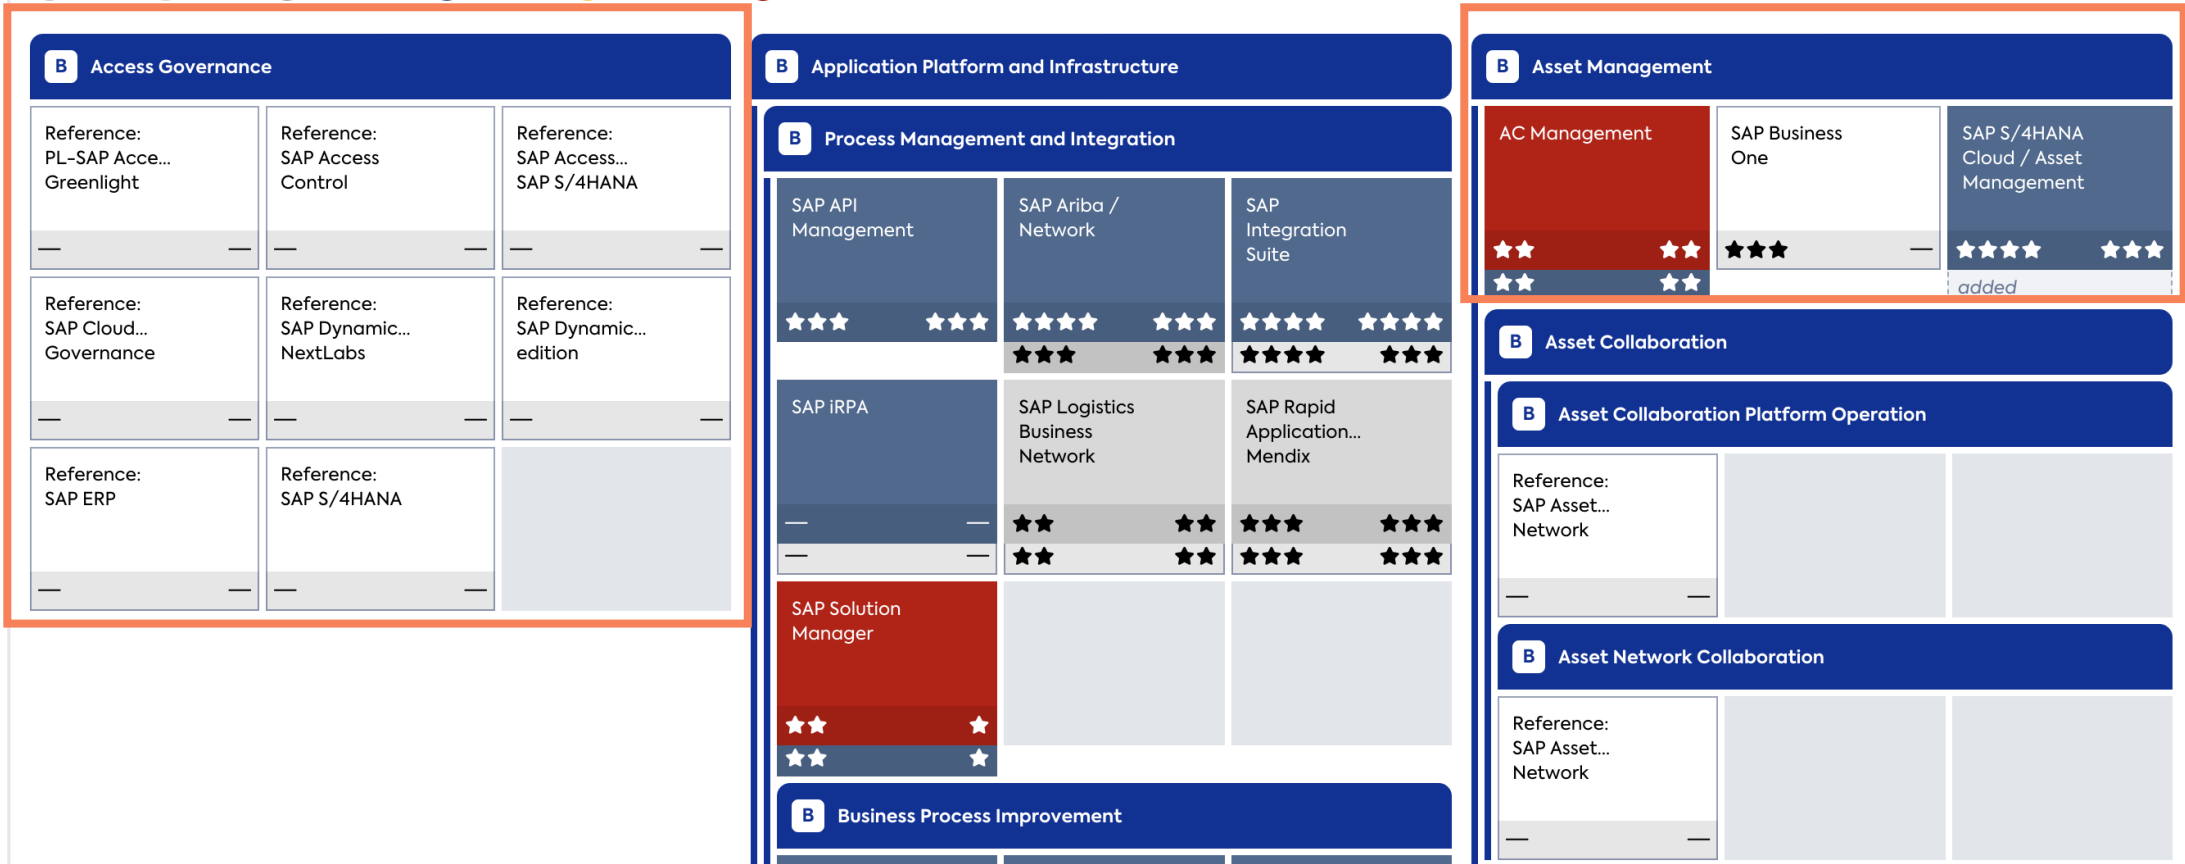 B Access Governance
Reference:
PL-SAP Acce...
Greenlight
Reference:
SAP Access
Control
Reference:
SAP Access...
SAP S/4HANA
Reference:
SAP Cloud...
Governance
Reference:
SAP Dynamic...
NextLabs
Reference:
SAP Dynamic...
edition
Reference:
SAP ERP
Reference:
SAP S/4HANA
B Application Platform and Infrastructure
B Process Management and Integration
SAP API
Management
SAP Ariba /
Network
SAP
Integration
Suite
SAP iRPA
SAP Logistics
Business
Network
SAP Rapid
Application...
Mendix
SAP Solution
Manager
B Business Process Improvement
B Asset Management
AC Management
SAP Business
One
SAP S/4HANA
Cloud / Asset
Management
added
B Asset Collaboration
B Asset Collaboration Platform Operation
Reference:
SAP Asset...
Network
B Asset Network Collaboration
Reference:
SAP Asset...
Network